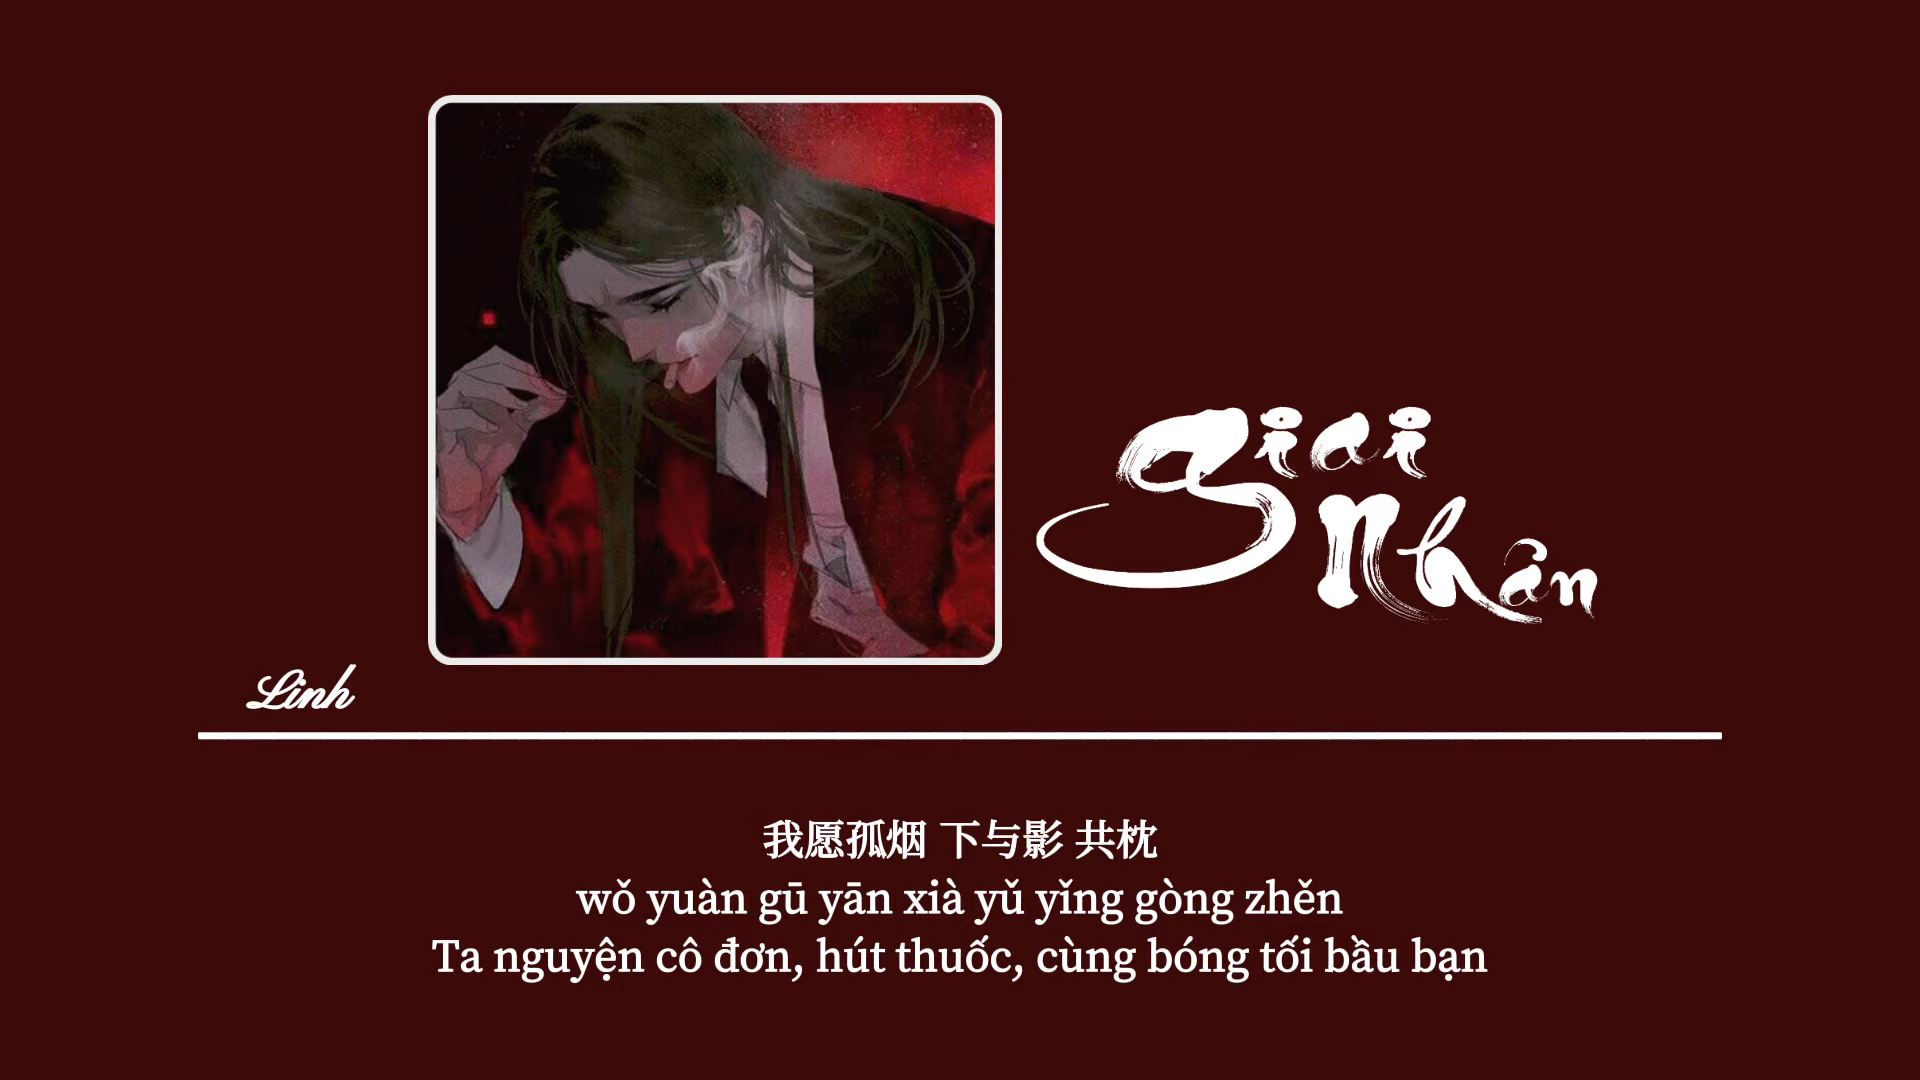 Giai
Nhân
Linh
我愿孤烟 下与影 共枕
wǒ yuàn gū yān xià yǔ yǐng gòng zhěn
Ta nguyện cô đơn, hút thuốc, cùng bóng tối bầu bạn